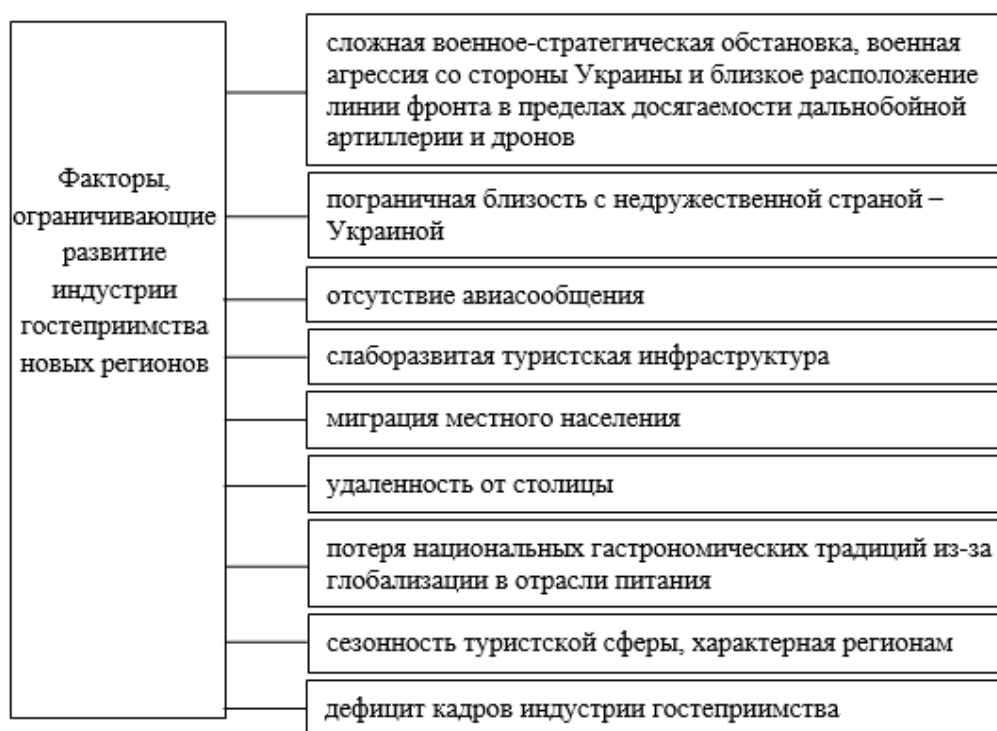 Факторы,
ограничивающие
развитие
индустрии
гостеприимства
новых регионов
сложная военное-стратегическая обстановка, военная
агрессия со стороны Украины и близкое расположение
линии фронта в пределах досягаемости дальнобойной
артиллерии и дронов
пограничная близость с недружественной страной –
Украиной
отсутствие авиасообщения
слаборазвитая туристская инфраструктура
миграция местного населения
удаленность от столицы
потеря национальных гастрономических традиций из-за
глобализации в отрасли питания
сезонность туристской сферы, характерная регионам
дефицит кадров индустрии гостеприимства